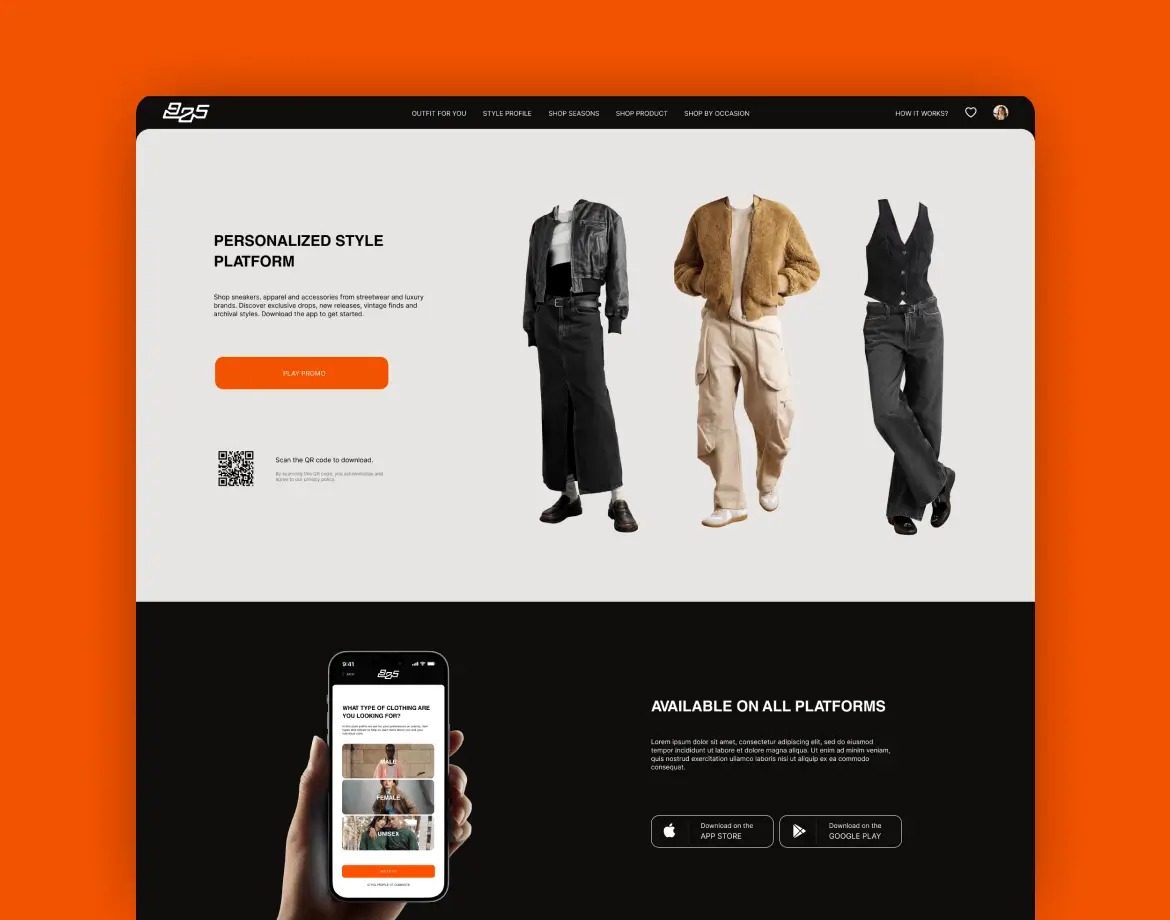 925
OUTFIT FOR YOU
STYLE PROFILE
SHOP SEASONS
SHOP PRODUCT
SHOP BY OCCASION
HOW IT WORKS?
PERSONALIZED STYLE
PLATFORM
Shop sneakers, apparel and accessories from streetwear and luxury
brands. Discover exclusive drops, new releases, vintage finds and
archival styles. Download the app to get started.
PLAY PROMO
Scan the QR code to download.
By scanning this QR code, you acknowledge and
agree to our privacy policy.
9:41
925
WHAT TYPE OF CLOTHING ARE
YOU LOOKING FOR?
MALE
FEMALE
UNISEX
AVAILABLE ON ALL PLATFORMS
Lorem ipsum dolor sit amet, consectetur adipiscing elit, sed do eiusmod
tempor incididunt ut labore et dolore magna aliqua. Ut enim ad minim veniam,
quis nostrud exercitation ullamco laboris nisi ut aliquip ex ea commodo
consequat.
Download on the
APP STORE
Download on the
GOOGLE PLAY